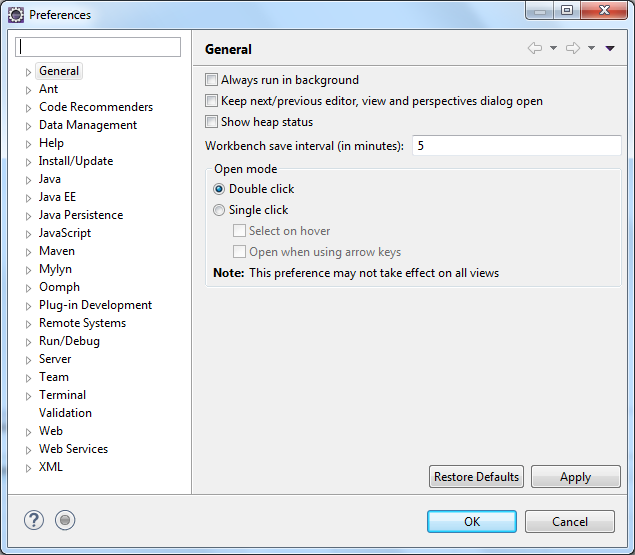 Preferences
General
Ant
Code Recommenders
Data Management
Help
Install/Update
Java
Java EE
Java Persistence
JavaScript
Maven
Mylyn
Oomph
Plug-in Development
Remote Systems
Run/Debug
Server
Team
Terminal
Validation
Web
Web Services
XML
General
Always run in background
Keep next/previous editor, view and perspectives dialog open
Show heap status
Workbench save interval (in minutes): 5
Open mode
Double click
Single click
Select on hover
Open when using arrow keys
Note: This preference may not take effect on all views
Restore Defaults Apply
? OK Cancel